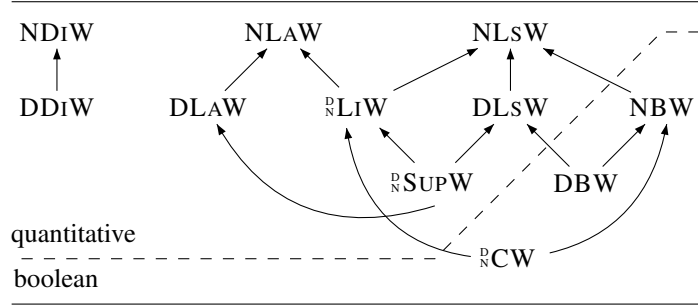 NDIW NLAW NLSW
DDIW DLAW D
N LIW DLSW NBW
D
N SUPW DBW
quantitative
D
N CW
boolean